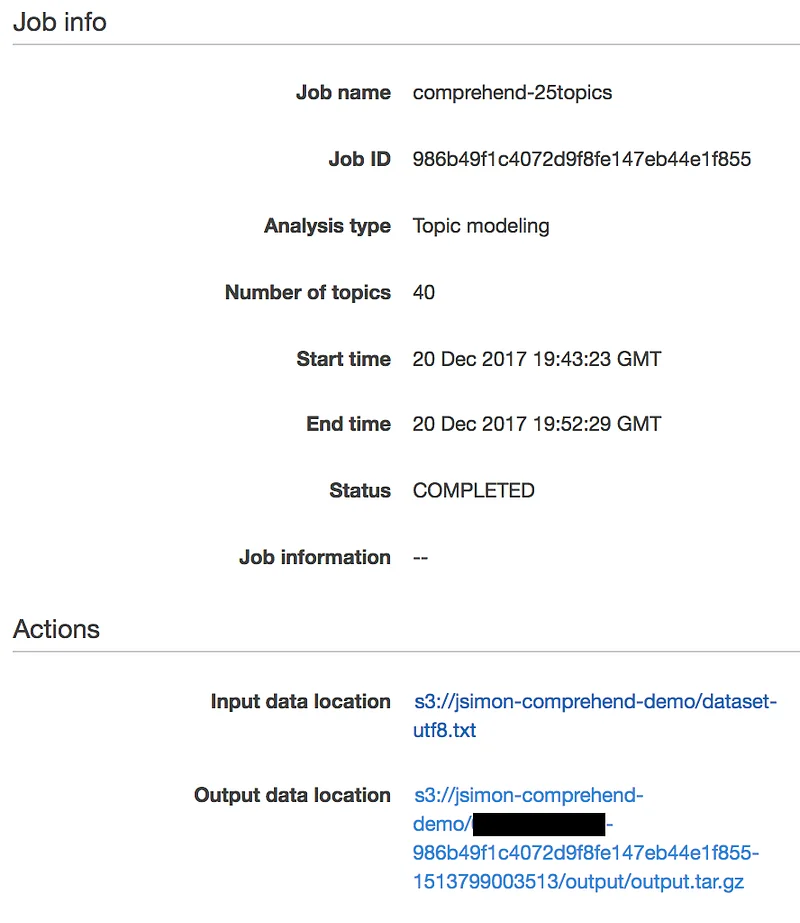 Job info
Job name comprehend-25topics
Job ID 986b49f1c4072d9f8fe147eb44e1f855
Analysis type Topic modeling
Number of topics 40
Start time 20 Dec 2017 19:43:23 GMT
End time 20 Dec 2017 19:52:29 GMT
Status COMPLETED
Job information --
Actions
Input data location s3://jsimon-comprehend-demo/dataset-
utf8.txt
Output data location s3://jsimon-comprehend-
demo/ -
986b49f1c4072d9f8fe147eb44e1f855-
1513799003513/output/output.tar.gz